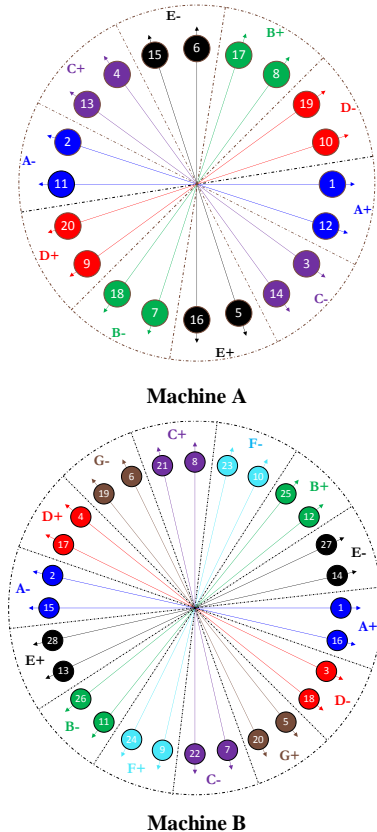 E-
B+
15
6
17
C+
4
8
13
19
D-
2
10
A-
11
1
A+
20
12
D+
9
3
C-
18
14
B-
7
16
5
E+
Machine A
C+
F-
G-
21
8
23
6
10
19
25
B+
D+
4
12
17
27
E-
2
14
A-
15
1
A+
28
16
E+
13
3
D-
26
18
B-
11
5
24
9
22
7
20
G+
F+
C-
Machine B